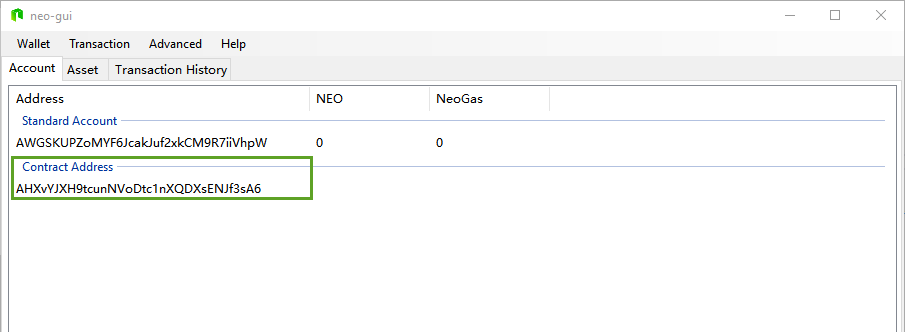 neo-gui
Wallet Transaction Advanced Help
Account Asset Transaction History
Address NEO NeoGas
Standard Account
AWGSKUPZoMYF6JcakJuf2xkCM9R7iiVhpW 0 0
Contract Address
AHXvYJXH9tcunNVoDtc1nXQDXsENJf3sA6